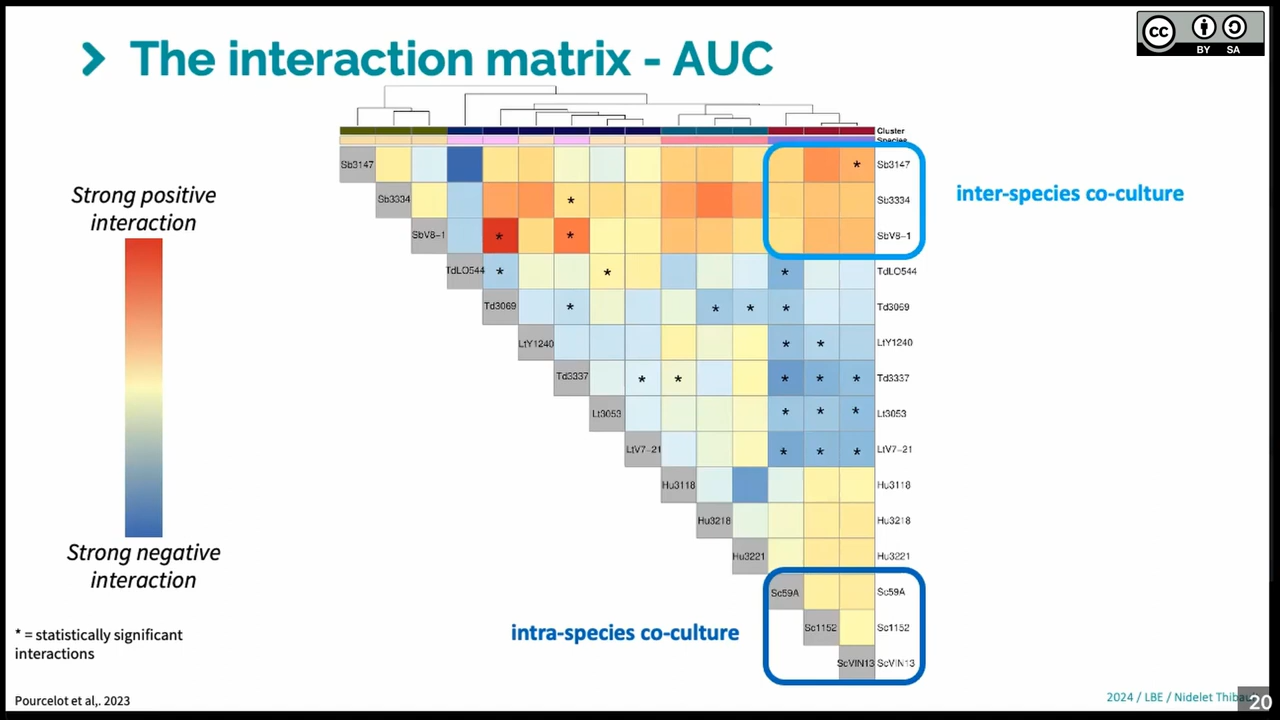 The interaction matrix - AUC
CC BY SA
Cluster
Species
Strong positive
interaction
Strong negative
interaction
* = statistically significant
interactions
inter-species co-culture
intra-species co-culture
Sb3147 * Sb3147
Sb3334 * Sb3334
SbV8-1 * * SbV8-1
TdLO544 * * * TdLO544
Td3069 * * * * Td3069
LtY1240 * * LtY1240
Td3337 * * * * * Td3337
Lt3053 * * * Lt3053
LtV7-21 * * * LtV7-21
Hu3118 Hu3118
Hu3218 Hu3218
Hu3221 Hu3221
Sc59A Sc59A
Sc1152 Sc1152
ScVIN13 ScVIN13
Pourcelot et al,. 2023
2024 / LBE / Nidelet
20